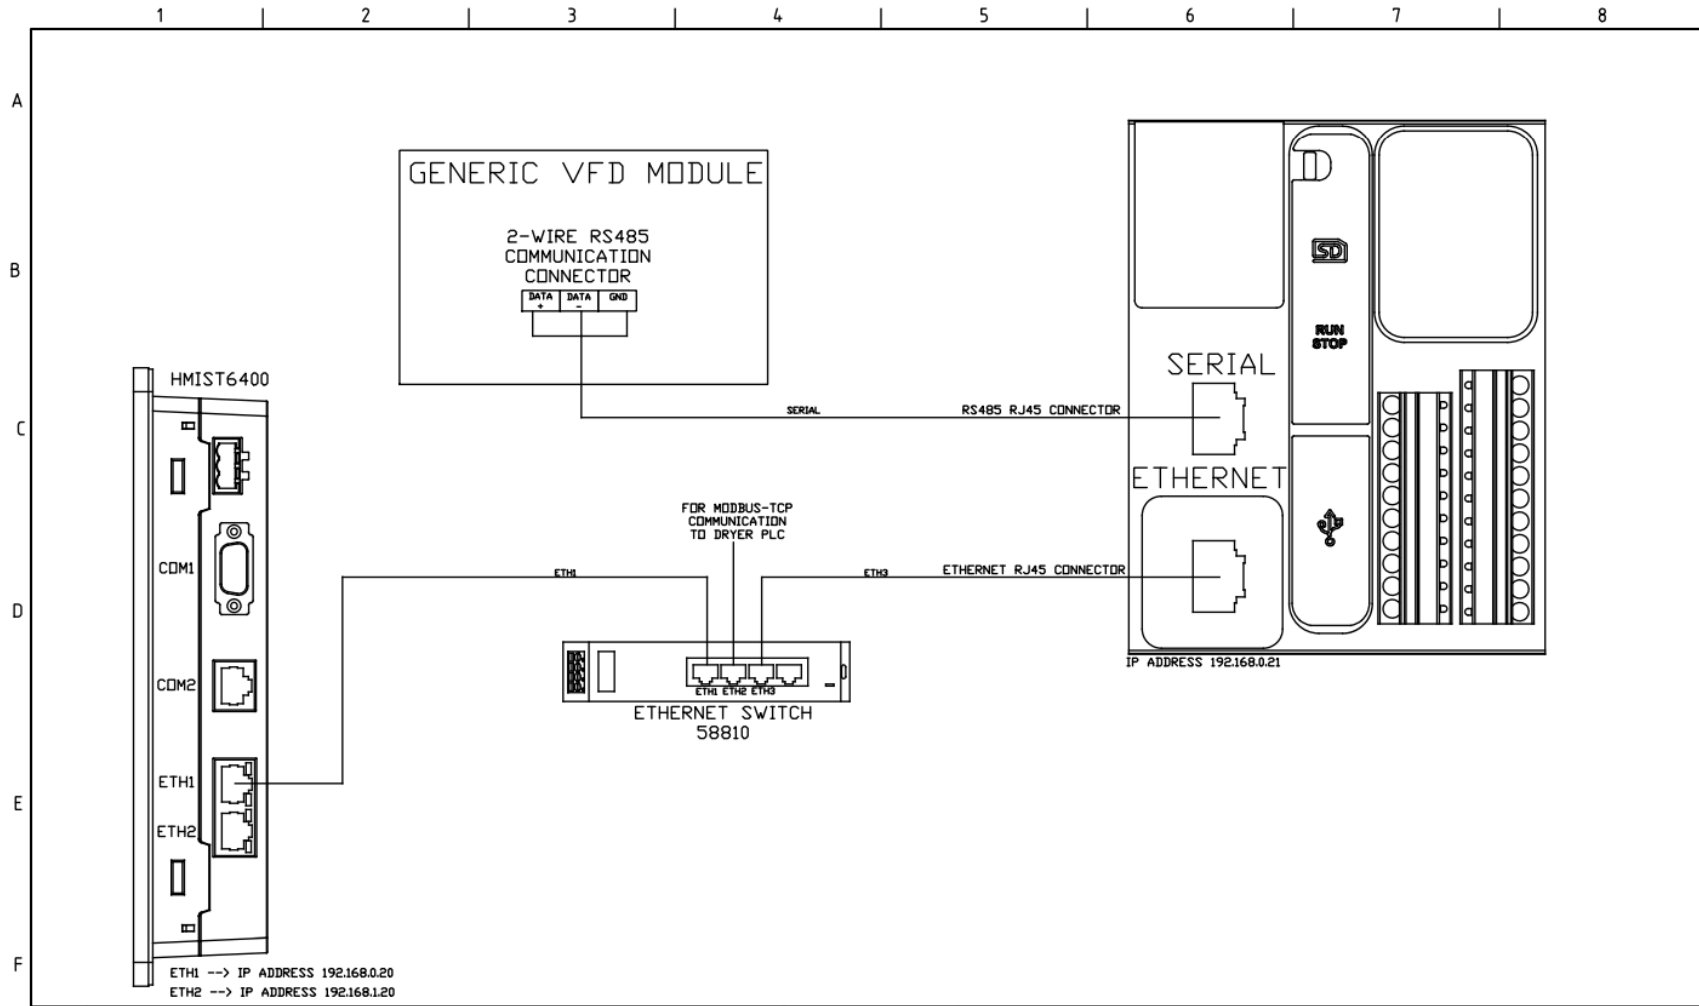 1 2 3 4 5 6 7 8
A
B
C
D
E
F
GENERIC VFD MODULE
2-WIRE RS485
COMMUNICATION
CONNECTOR
DATA + DATA - GND
SD
RUN
STOP
SERIAL
HMIST6400
SERIAL
RS485 RJ45 CONNECTOR
ETHERNET
FOR MODBUS-TCP
COMMUNICATION
TO DRYER PLC
COM1
ETH1
ETH3
ETHERNET RJ45 CONNECTOR
IP ADDRESS 192.168.0.21
COM2
ETH1 ETH2 ETH3
ETHERNET SWITCH
58810
ETH1
ETH2
ETH1 --> IP ADDRESS 192.168.0.20
ETH2 --> IP ADDRESS 192.168.1.20